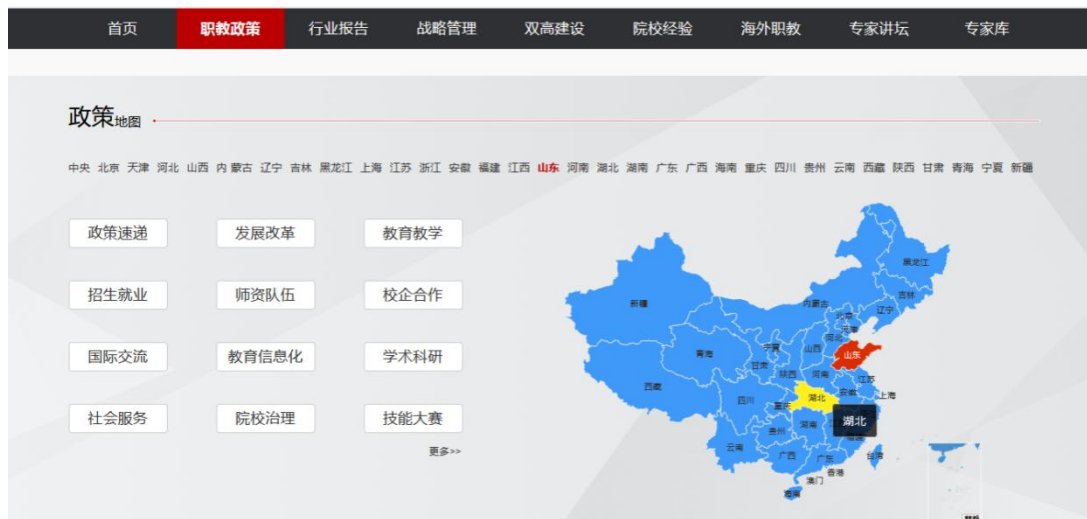 首页 职教政策 行业报告 战略管理 双高建设 院校经验 海外职教 专家讲坛 专家库
政策地图
中央 北京 天津 河北 山西 内蒙古 辽宁 吉林 黑龙江 上海 江苏 浙江 安徽 福建 江西 山东 河南 湖北 湖南 广东 广西 海南 重庆 四川 贵州 云南 西藏 陕西 甘肃 青海 宁夏 新疆
政策速递 发展改革 教育教学
招生就业 师资队伍 校企合作
国际交流 教育信息化 学术科研
社会服务 院校治理 技能大赛
更多>>
黑龙江
吉林
新疆 内蒙古 辽宁
北京
河北
宁夏 山西 山东
青海
甘肃
陕西 河南 江苏
西藏
四川 重庆 湖北 安徽 上海
湖北
贵州 湖南
云南 广西 广东 台湾
香港
澳门
海南